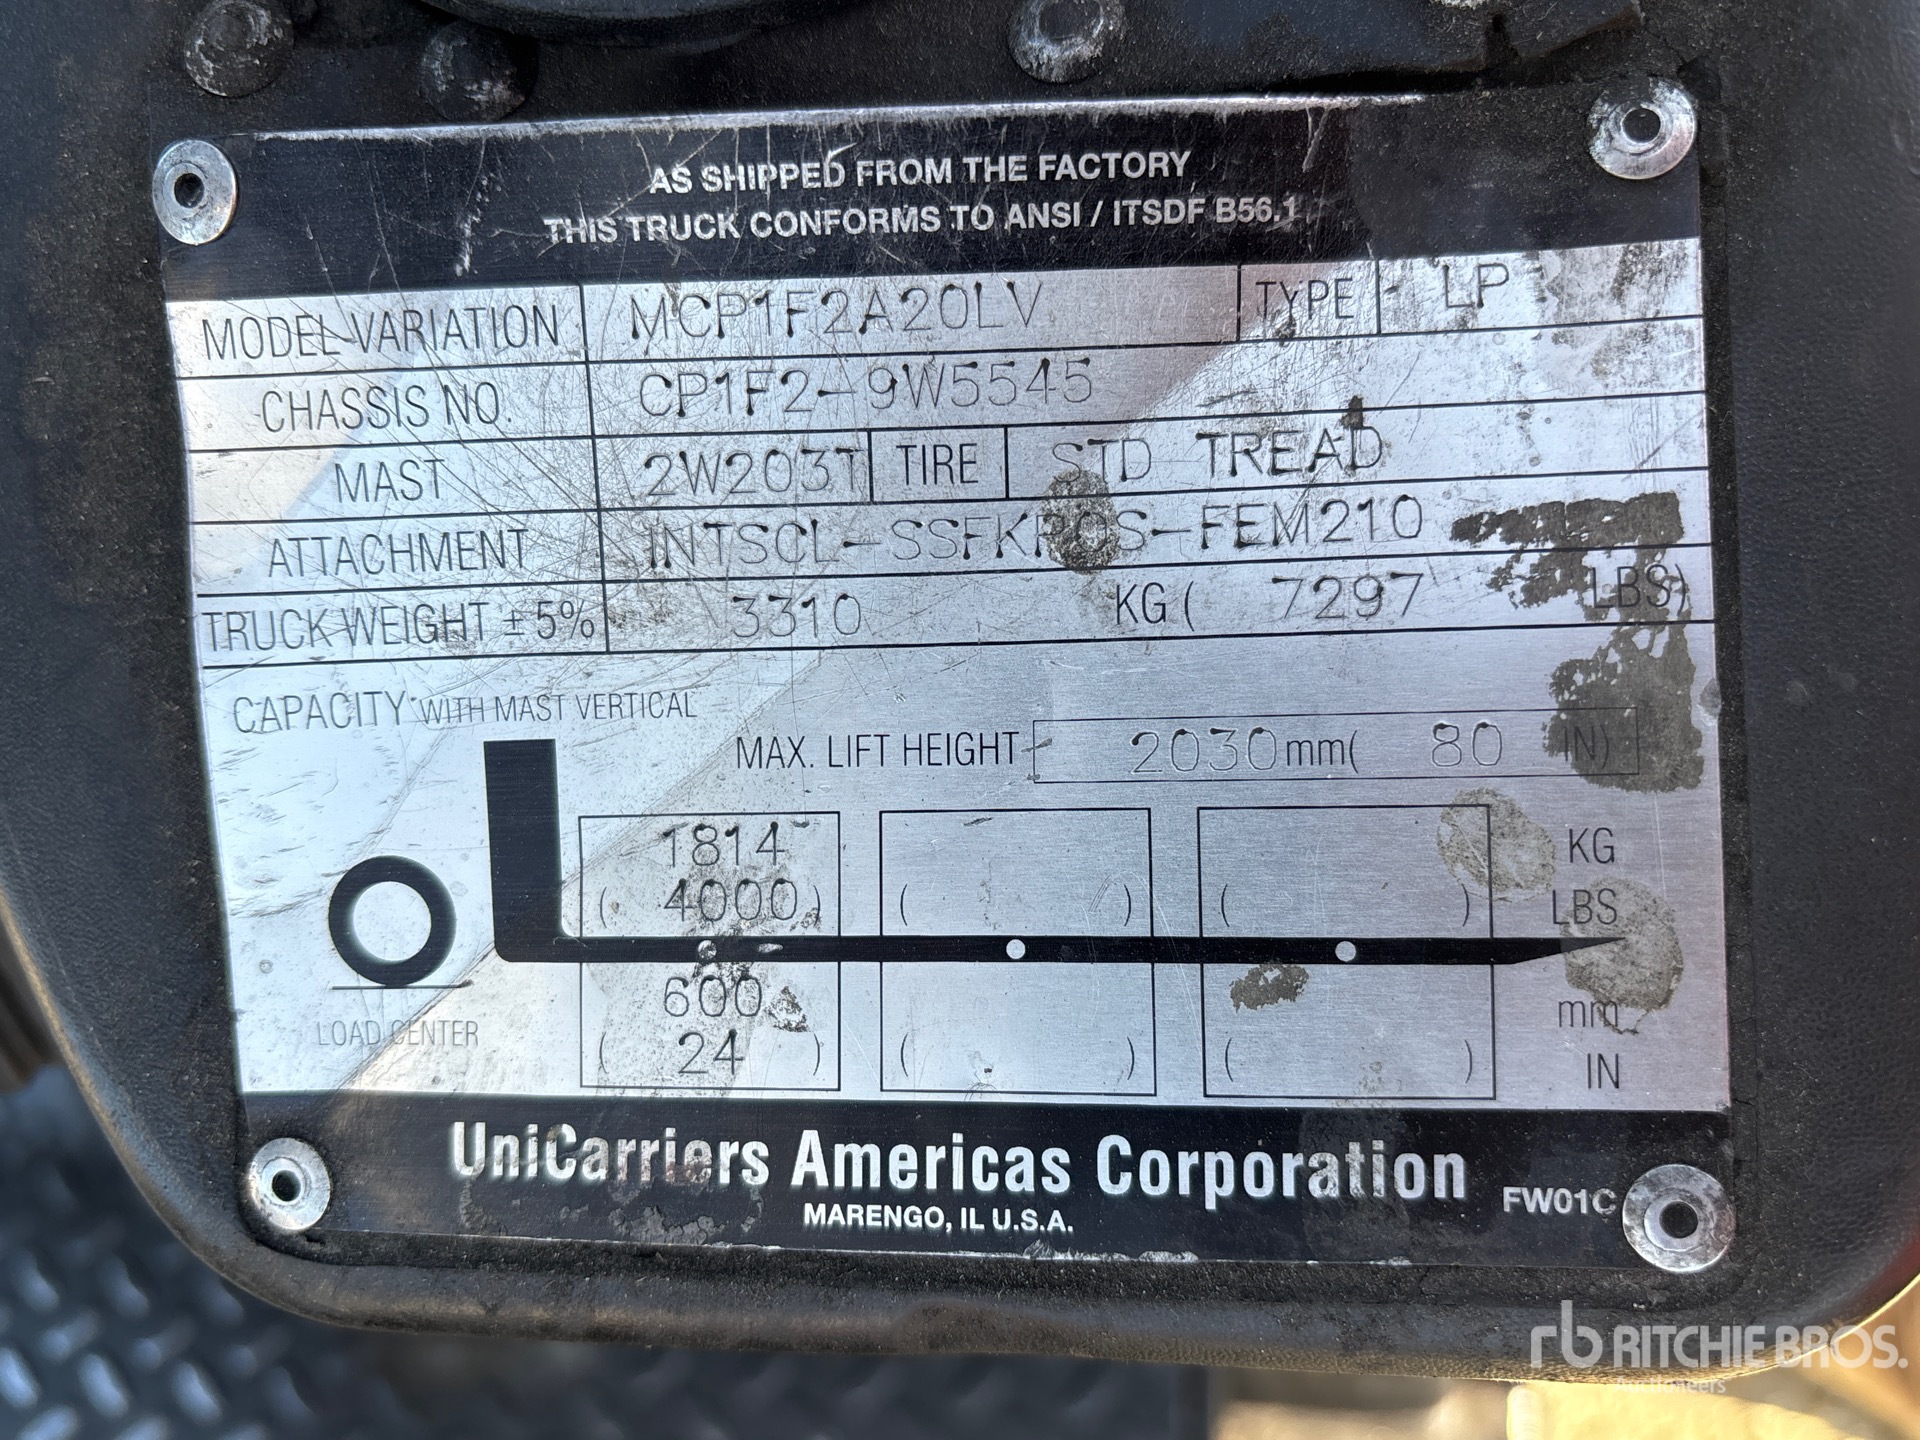 AS SHIPPED FROM THE FACTORY
THIS TRUCK CONFORMS TO ANSI / ITSDF B56.1
MODEL VARIATION MCP1F2A20LV TYPE LP
CHASSIS NO. CP1F2-9W5545
MAST 2W203T TIRE STD TREAD
ATTACHMENT INTSCL-SSFKPOS-FEM210
TRUCK WEIGHT ± 5% 3310 KG ( 7297 LBS)
CAPACITY WITH MAST VERTICAL
MAX. LIFT HEIGHT 2030 mm( 80 IN)
1814 KG
( 4000 ) ( ) ( ) LBS
600 mm
LOAD CENTER ( 24 ) ( ) ( ) IN
UniCarriers Americas Corporation
MARENGO, IL U.S.A. FW01C
rb RITCHIE BROS.
Auctioneers